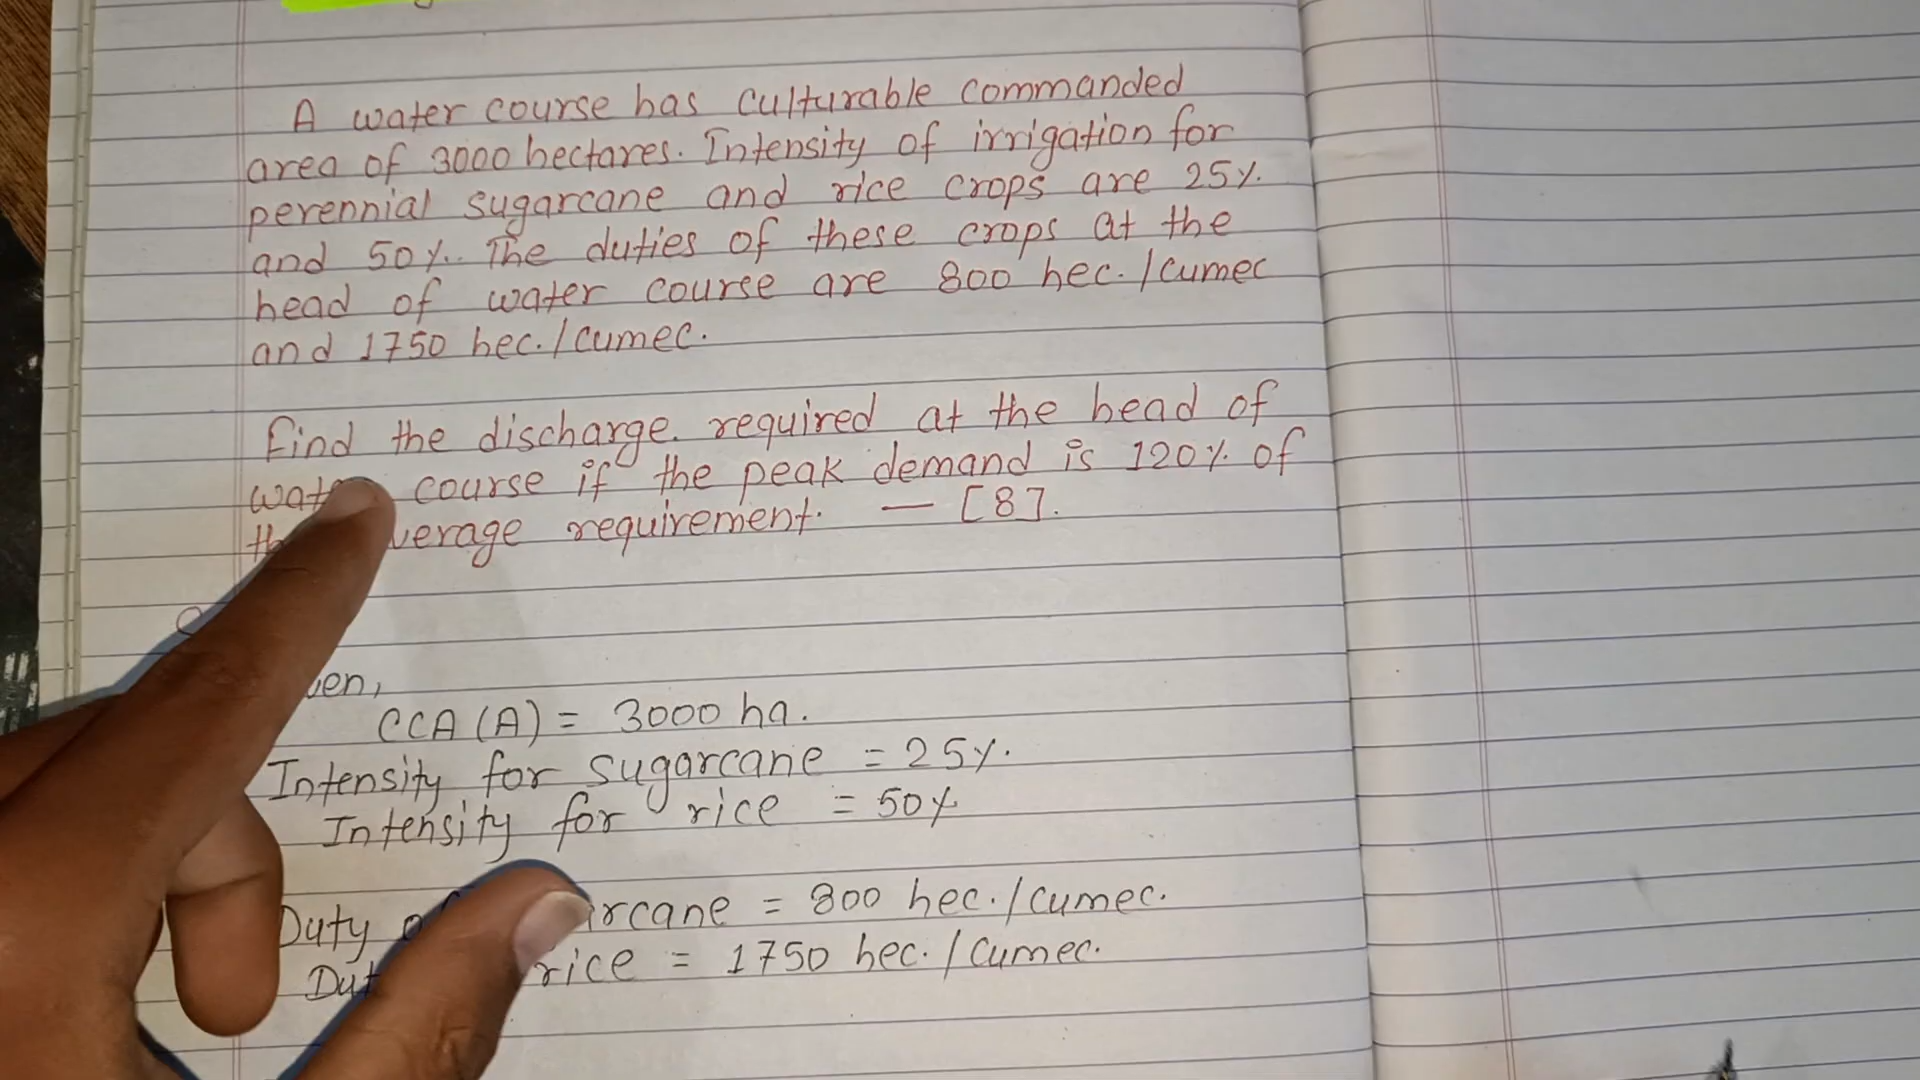 A water course has culturable commanded
area of 3000 hectares. Intensity of irrigation for
perennial sugarcane and rice crops are 25%
and 50%. The duties of these crops at the
head of water course are 800 hec./cumec
and 1750 hec./cumec.
Find the discharge. required at the head of
course if the peak demand is 120% of
requirement. — [8].
CCA (A) = 3000 ha.
Intensity for sugarcane = 25%.
Intensity for rice = 50%
Duty = 800 hec./cumec.
rice = 1750 hec./cumec.